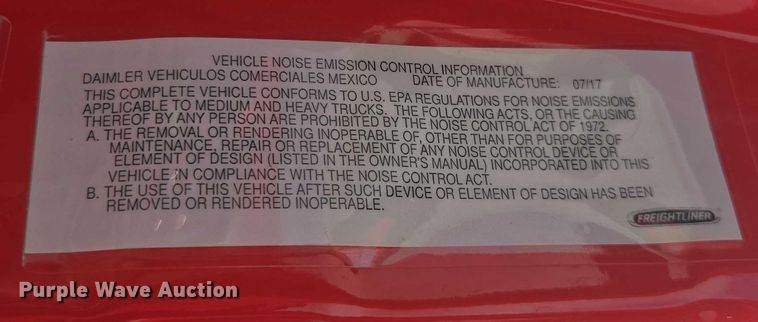 VEHICLE NOISE EMISSION CONTROL INFORMATION
DAIMLER VEHICULOS COMERCIALES MEXICO DATE OF MANUFACTURE: 07/17
THIS COMPLETE VEHICLE CONFORMS TO U.S. EPA REGULATIONS FOR NOISE EMISSIONS
APPLICABLE TO MEDIUM AND HEAVY TRUCKS. THE FOLLOWING ACTS, OR THE CAUSING
THEREOF BY ANY PERSON ARE PROHIBITED BY THE NOISE CONTROL ACT OF 1972.
A. THE REMOVAL OR RENDERING INOPERABLE OF, OTHER THAN FOR PURPOSES OF
MAINTENANCE, REPAIR OR REPLACEMENT OF ANY NOISE CONTROL DEVICE OR
ELEMENT OF DESIGN (LISTED IN THE OWNER'S MANUAL) INCORPORATED INTO THIS
VEHICLE IN COMPLIANCE WITH THE NOISE CONTROL ACT.
B. THE USE OF THIS VEHICLE AFTER SUCH DEVICE OR ELEMENT OF DESIGN HAS BEEN
REMOVED OR RENDERED INOPERABLE.
FREIGHTLINER
Purple Wave Auction